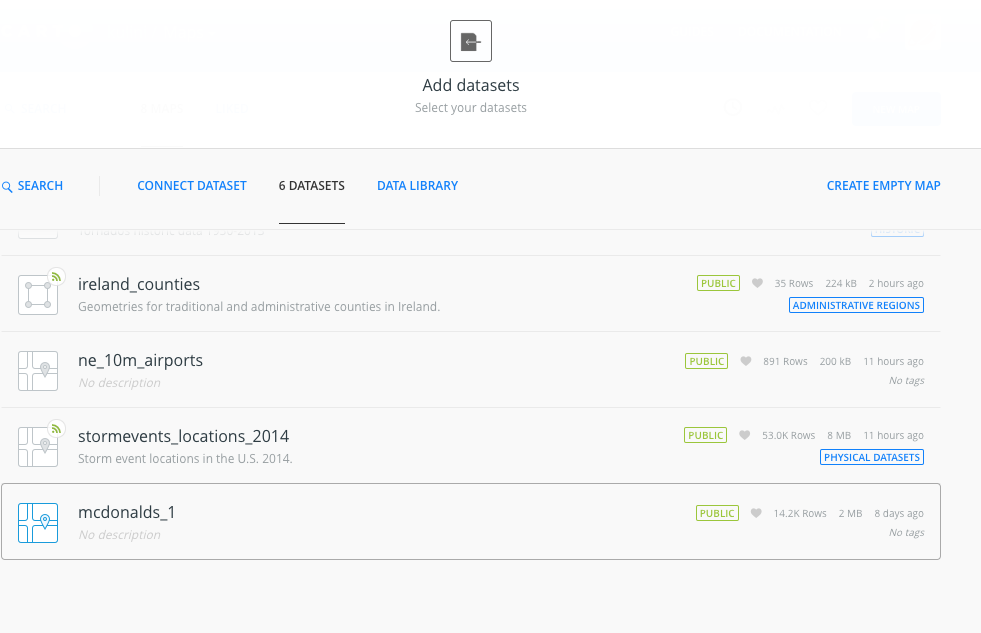 Add datasets
Select your datasets
SEARCH
CONNECT DATASET
6 DATASETS
DATA LIBRARY
CREATE EMPTY MAP
ireland_counties
PUBLIC 35 Rows 224 kB 2 hours ago
Geometries for traditional and administrative counties in Ireland.
ADMINISTRATIVE REGIONS
ne_10m_airports
PUBLIC 891 Rows 200 kB 11 hours ago
No description
No tags
stormevents_locations_2014
PUBLIC 53.0K Rows 8 MB 11 hours ago
Storm event locations in the U.S. 2014.
PHYSICAL DATASETS
mcdonalds_1
PUBLIC 14.2K Rows 2 MB 8 days ago
No description
No tags